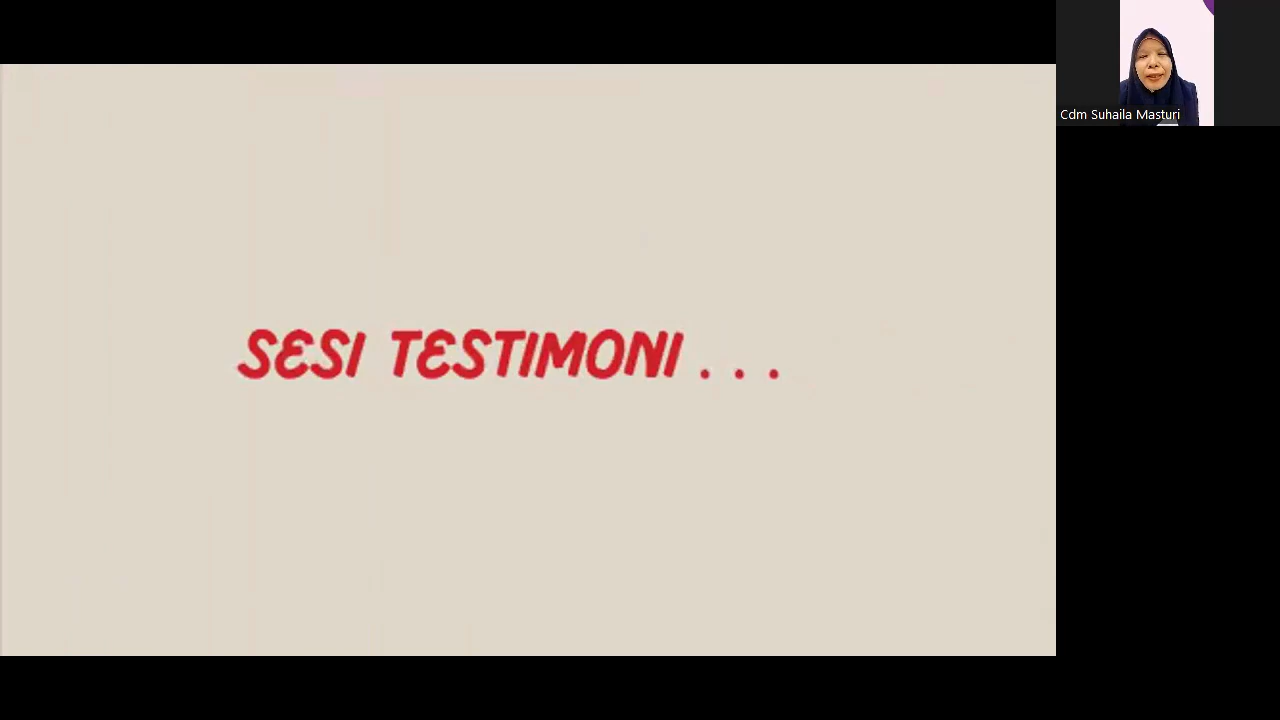 Cdm Suhaila Masturi
SESI TESTIMONI . . .